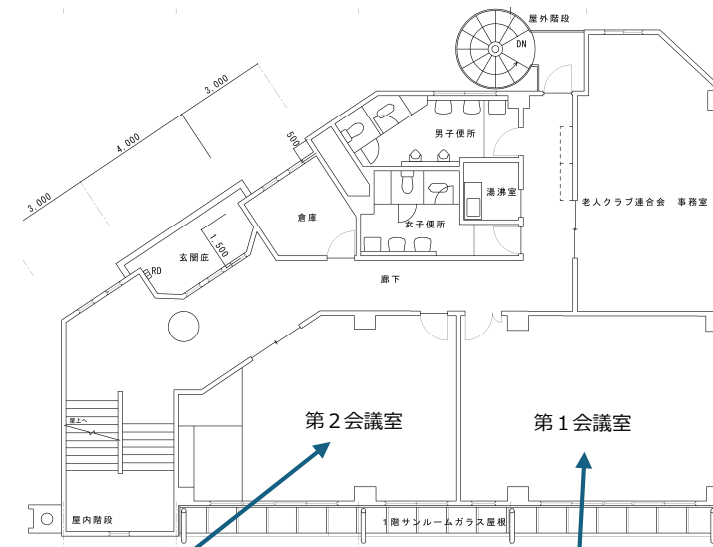 屋外階段
DN
3,000
4,000
500
男子便所
3,000
湯沸室
老人クラブ連合会 事務室
倉庫
女子便所
1,500
玄関庇
RD
廊下
第2会議室
第1会議室
屋上へ
屋内階段
1階サンルームガラス屋根